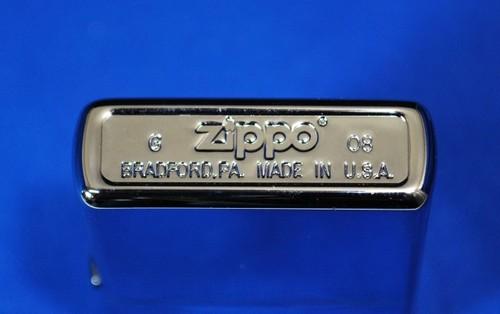 G zippo® 08
BRADFORD,PA. MADE IN U.S.A.